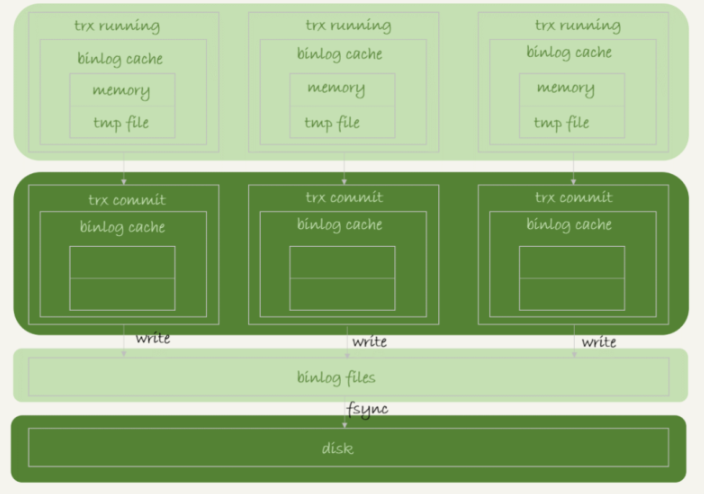 trx running trx running trx running
binlog cache binlog cache binlog cache
memory memory memory
tmp file tmp file tmp file
trx commit trx commit trx commit
binlog cache binlog cache binlog cache
write write write
binlog files
fsync
disk